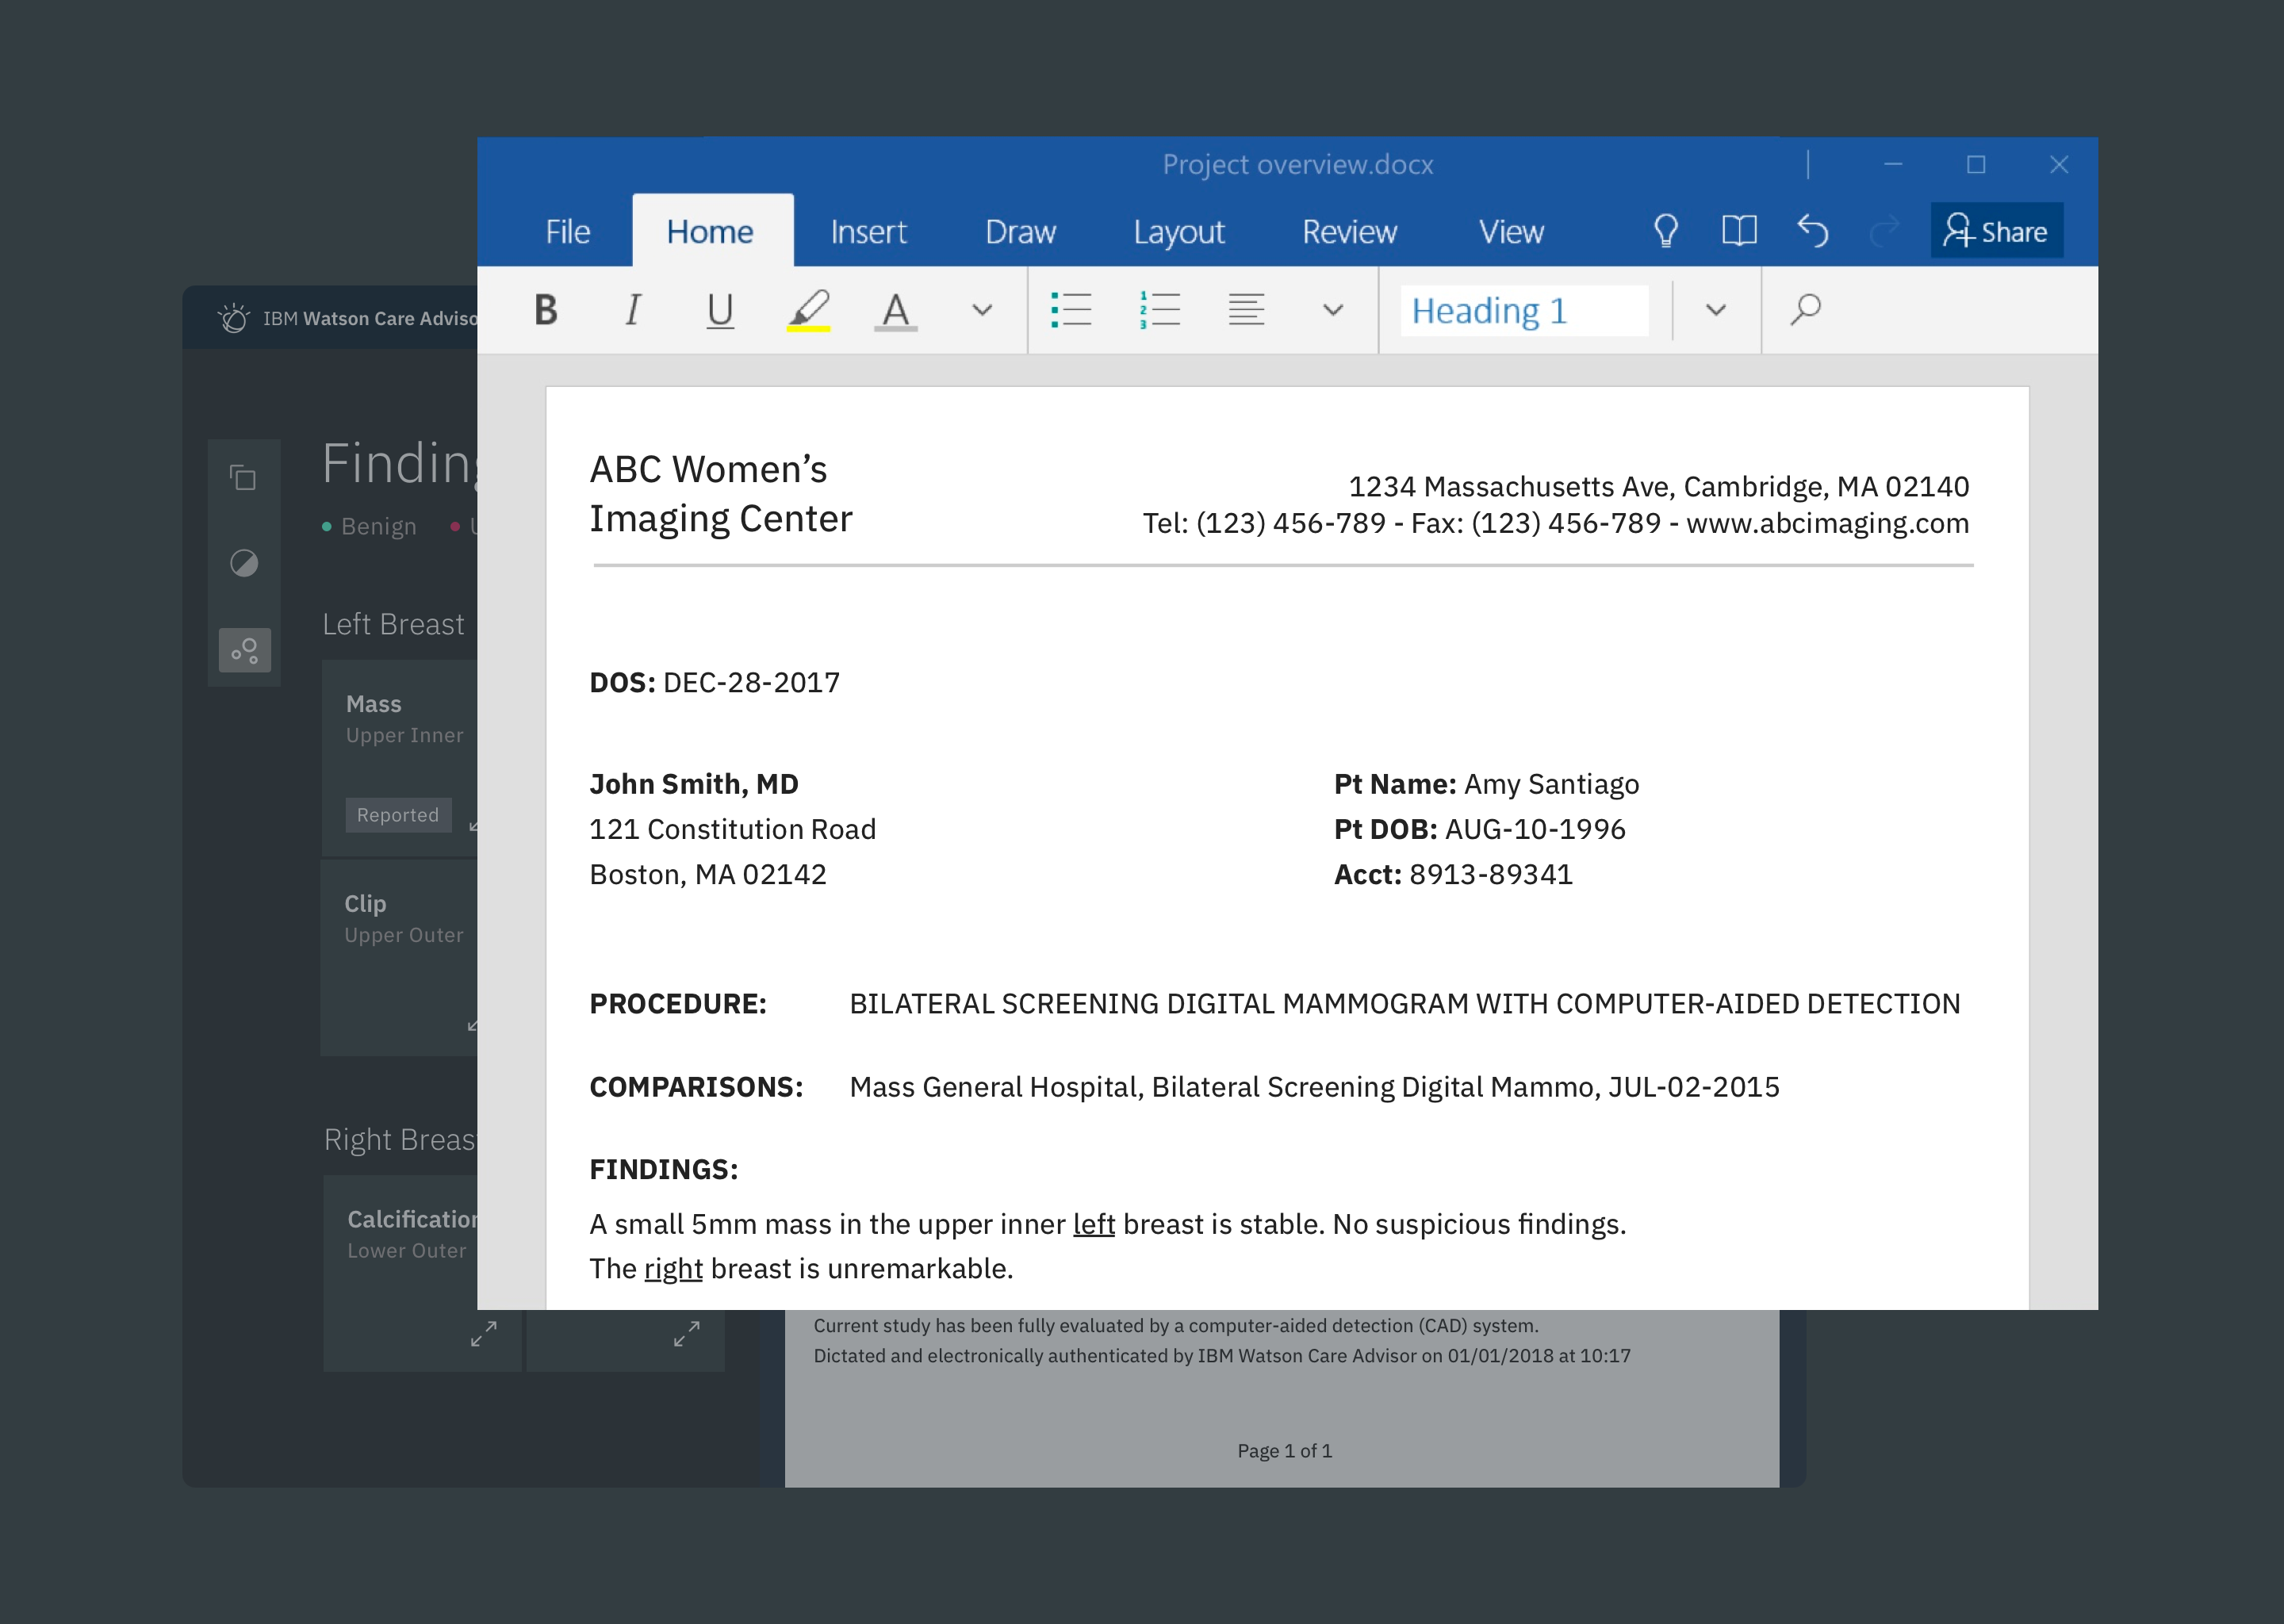 Project overview.docx
File Home Insert Draw Layout Review View Share
B I U A Heading 1
IBM Watson Care
Benign
Left Breast
Mass
Upper Inner
Reported
Clip
Upper Outer
Right
Lower Outer
ABC Women’s
Imaging Center
1234 Massachusetts Ave, Cambridge, MA 02140
Tel: (123) 456-789 - Fax: (123) 456-789 - www.abcimaging.com
DOS: DEC-28-2017
John Smith, MD
121 Constitution Road
Boston, MA 02142
Pt Name: Amy Santiago
Pt DOB: AUG-10-1996
Acct: 8913-89341
PROCEDURE: BILATERAL SCREENING DIGITAL MAMMOGRAM WITH COMPUTER-AIDED DETECTION
COMPARISONS: Mass General Hospital, Bilateral Screening Digital Mammo, JUL-02-2015
FINDINGS:
A small 5mm mass in the upper inner left breast is stable. No suspicious findings.
The right breast is unremarkable.
Current study has been fully evaluated by a computer-aided detection (CAD) system.
Dictated and electronically authenticated by IBM Watson Care Advisor on 01/01/2018 at 10:17
Page 1 of 1